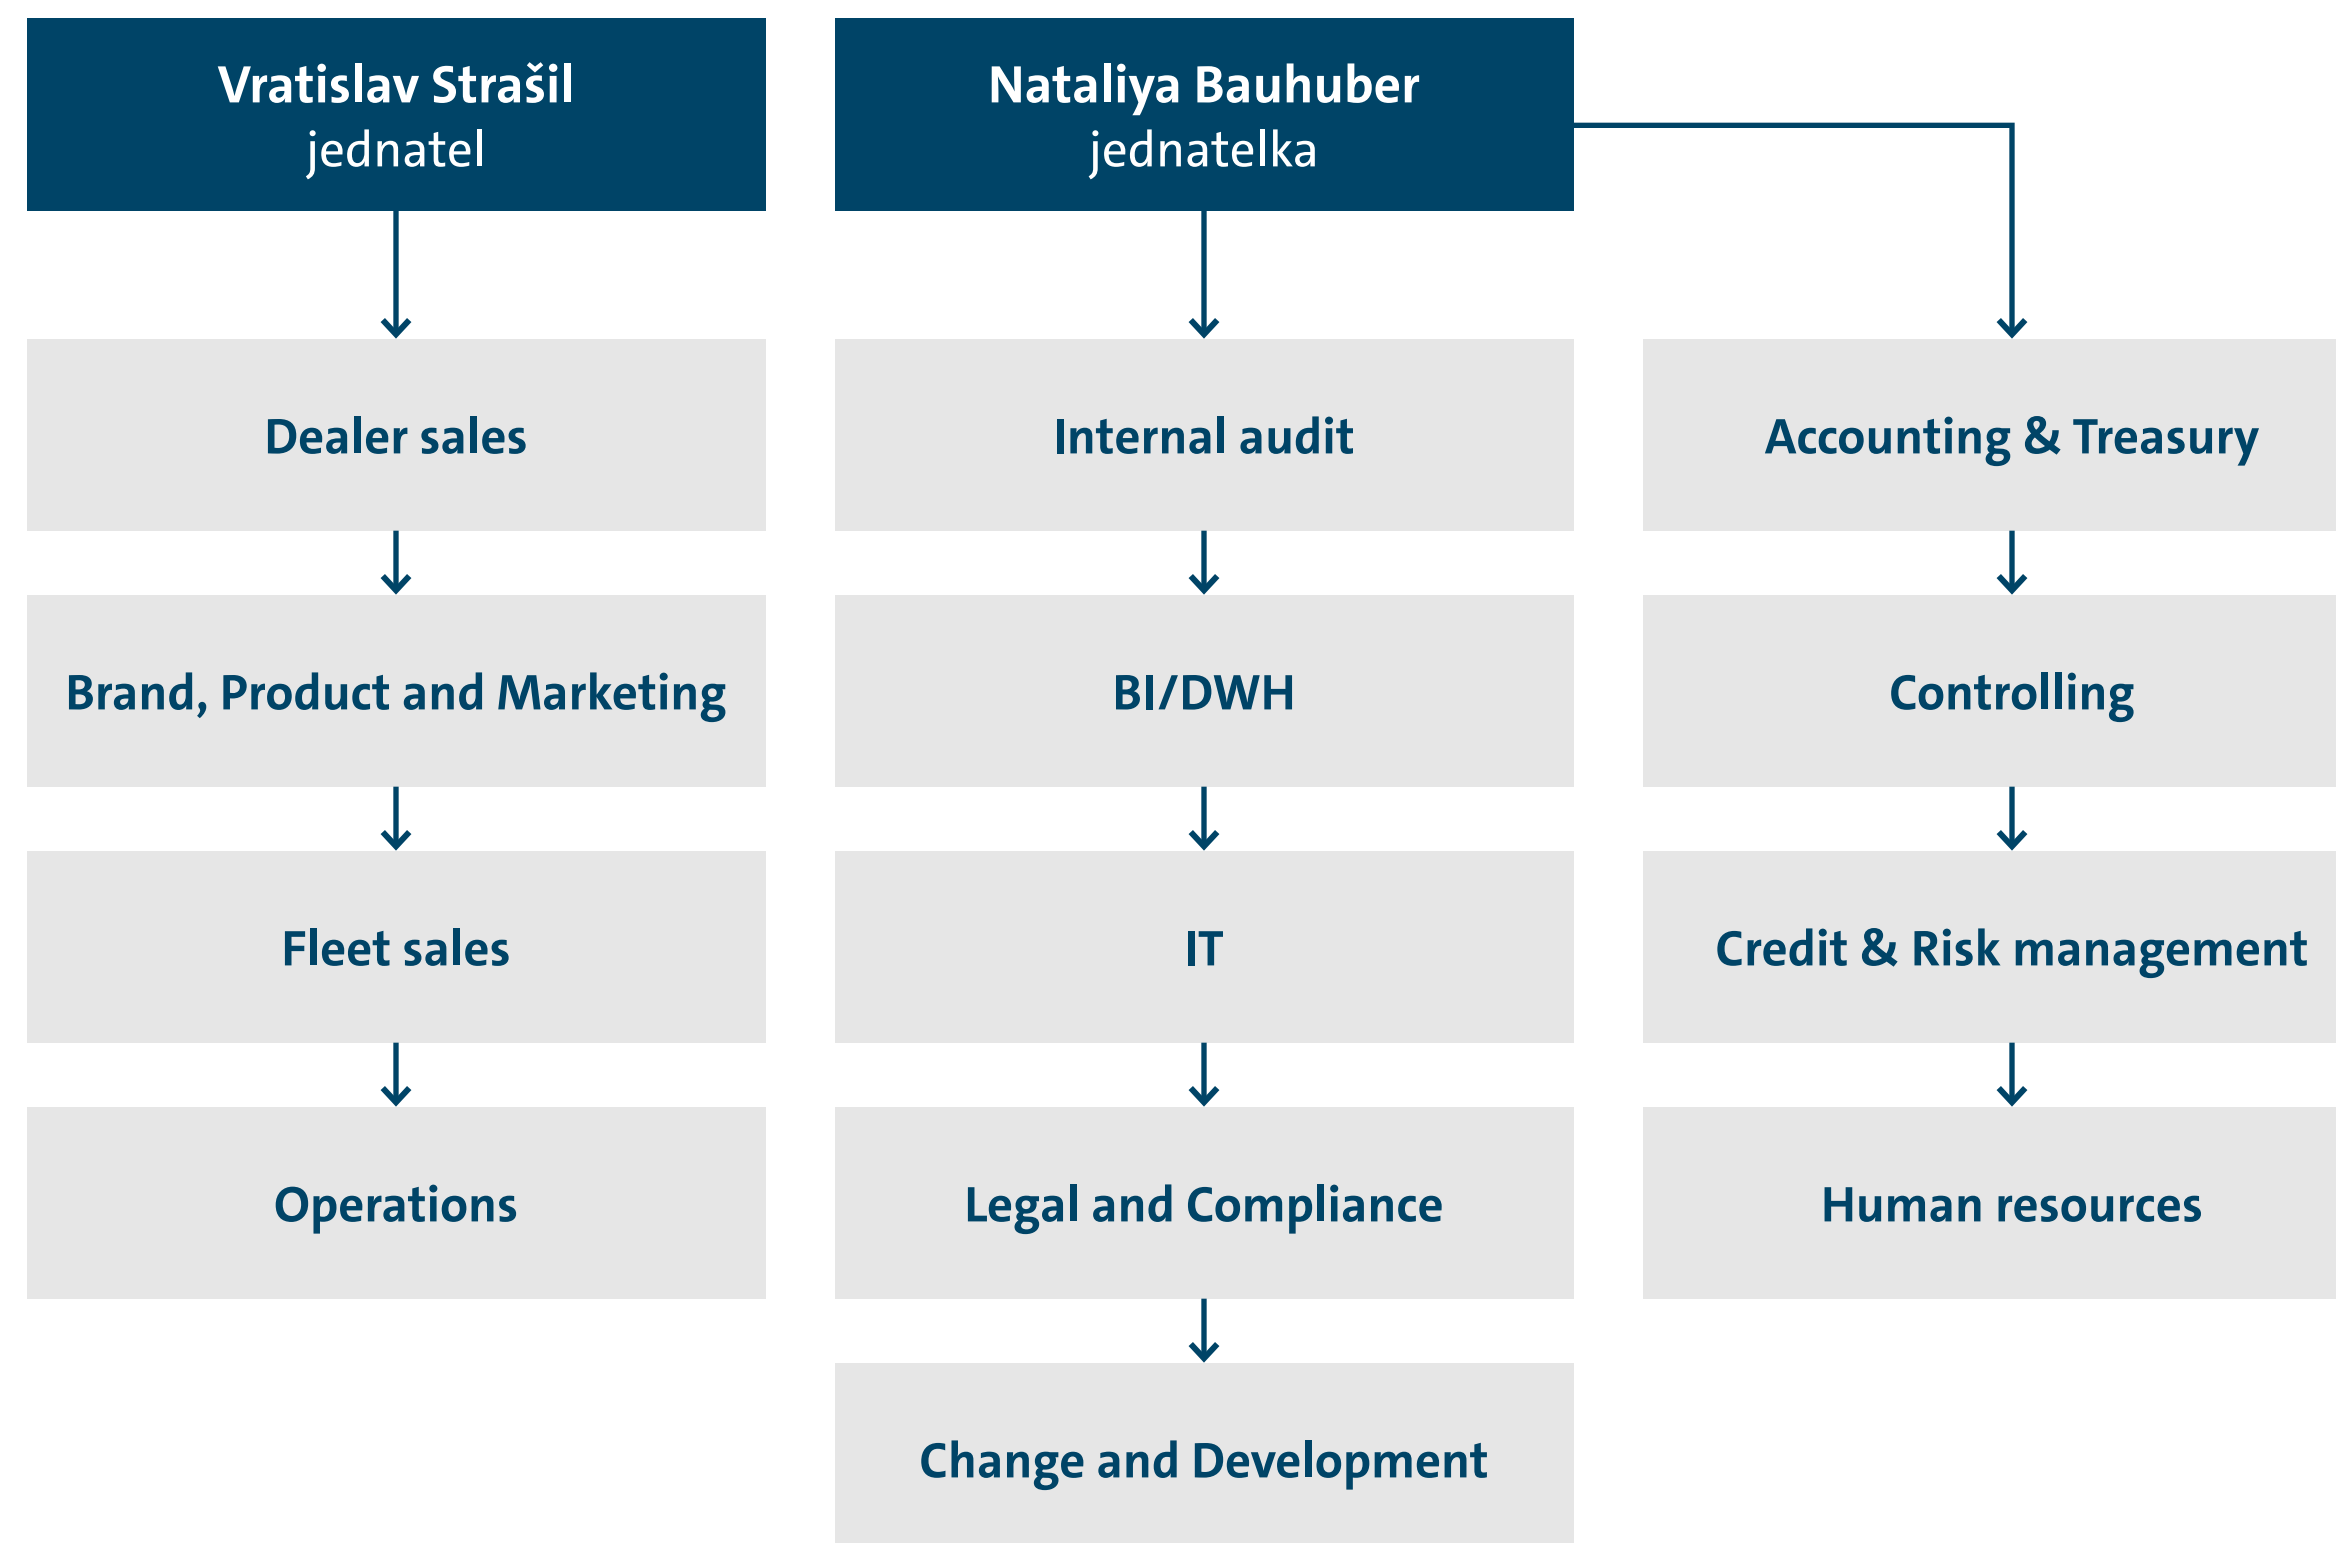 Vratislav Strašil
jednatel
Nataliya Bauhuber
jednatelka
Dealer sales
Internal audit
Accounting & Treasury
Brand, Product and Marketing
BI/DWH
Controlling
Fleet sales
IT
Credit & Risk management
Operations
Legal and Compliance
Human resources
Change and Development